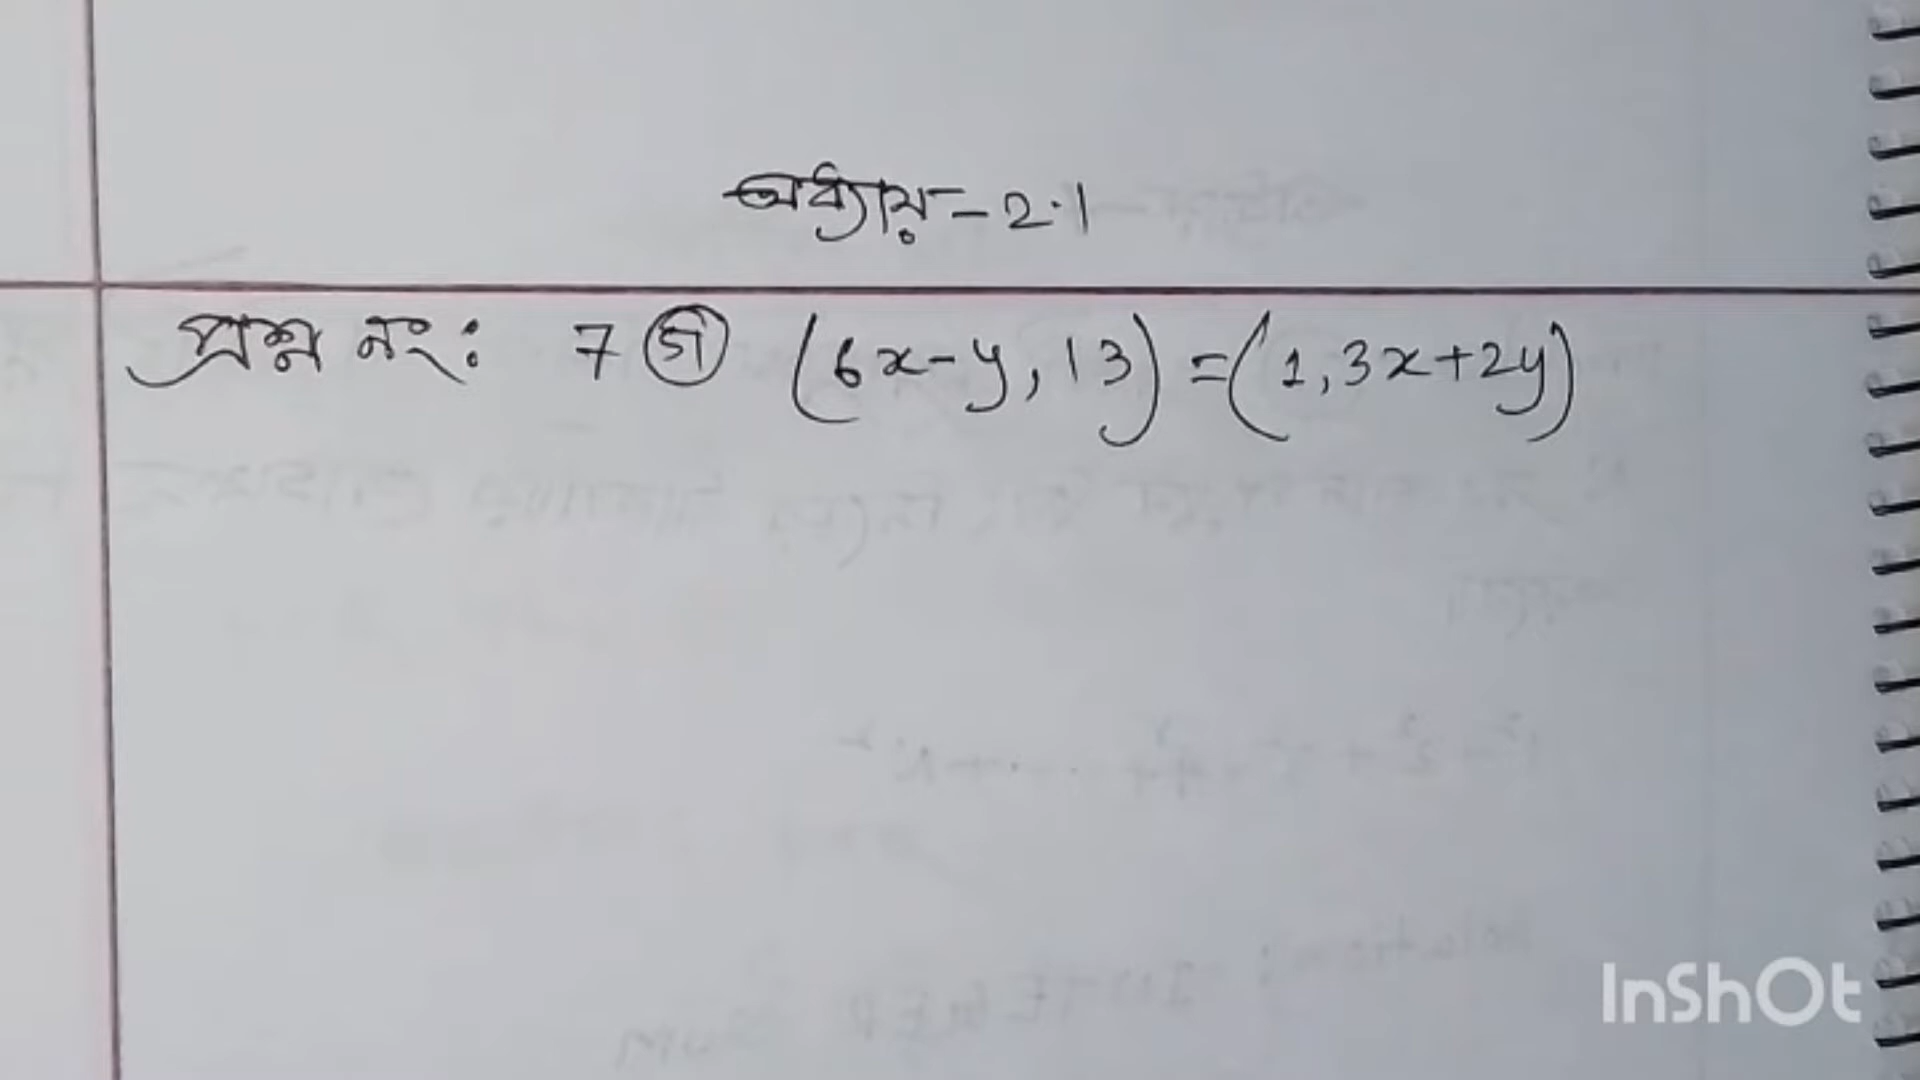 অধ্যায় - 2.1
প্রশ্ন নং: 7 (গ) (6x-y, 13) = (1, 3x+2y)
InShOt